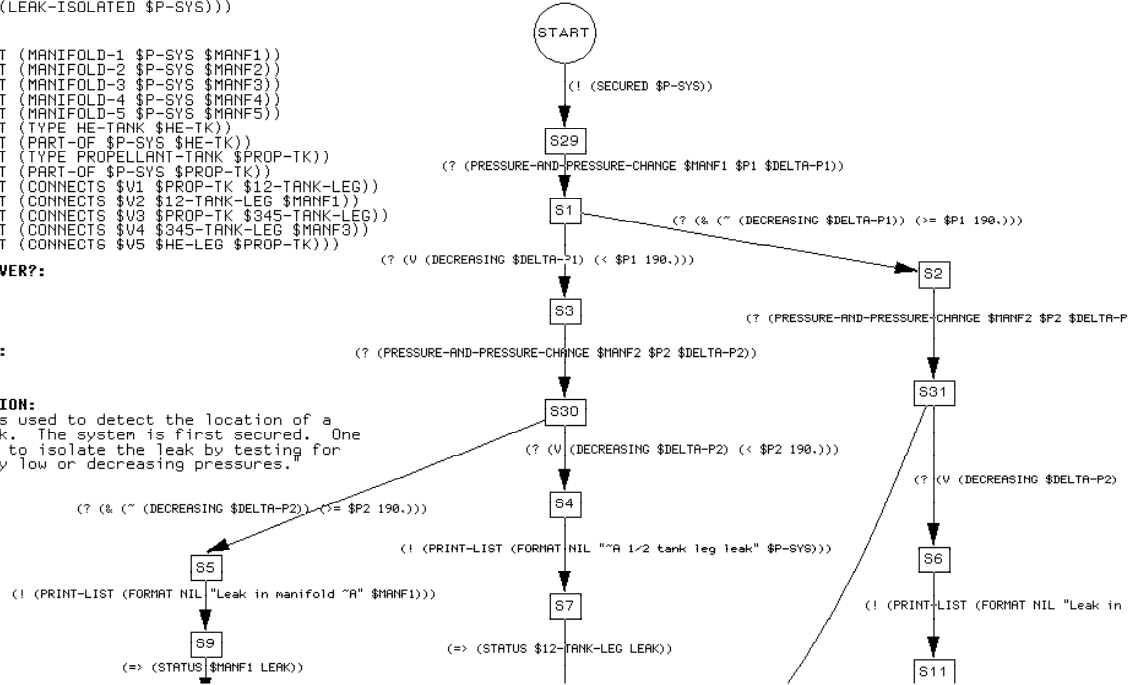 (LEAK-ISOLATED $P-SYS)))
T (MANIFOLD-1 $P-SYS $MANF1))
T (MANIFOLD-2 $P-SYS $MANF2))
T (MANIFOLD-3 $P-SYS $MANF3))
T (MANIFOLD-4 $P-SYS $MANF4))
T (MANIFOLD-5 $P-SYS $MANF5))
T (TYPE HE-TANK $HE-TK))
T (PART-OF $P-SYS $HE-TK))
T (TYPE PROPELLANT-TANK $PROP-TK))
T (PART-OF $P-SYS $PROP-TK))
T (CONNECTS $V1 $PROP-TK $12-TANK-LEG))
T (CONNECTS $V2 $12-TANK-LEG $MANF1))
T (CONNECTS $V3 $PROP-TK $345-TANK-LEG))
T (CONNECTS $V4 $345-TANK-LEG $MANF3))
T (CONNECTS $V5 $HE-LEG $PROP-TK)))
VER?:
:
ION:
s used to detect the location of a
k.  The system is first secured.  One
to isolate the leak by testing for
y low or decreasing pressures."
START
(! (SECURED $P-SYS))
S29
(? (PRESSURE-AND-PRESSURE-CHANGE $MANF1 $P1 $DELTA-P1))
S1
(? (& (~ (DECREASING $DELTA-P1)) (>= $P1 190.)))
(? (V (DECREASING $DELTA-P1) (< $P1 190.)))
S2
S3
(? (PRESSURE-AND-PRESSURE-CHANGE $MANF2 $P2 $DELTA-P
(? (PRESSURE-AND-PRESSURE-CHANGE $MANF2 $P2 $DELTA-P2))
S31
S30
(? (V (DECREASING $DELTA-P2) (< $P2 190.)))
(? (V (DECREASING $DELTA-P2)
S4
(? (& (~ (DECREASING $DELTA-P2)) (>= $P2 190.)))
(! (PRINT-LIST (FORMAT NIL "~A 1/2 tank leg leak" $P-SYS)))
S6
S5
(! (PRINT-LIST (FORMAT NIL "Leak in manifold ~A" $MANF1)))
S7
(! (PRINT-LIST (FORMAT NIL "Leak in
S9
(=> (STATUS $12-TANK-LEG LEAK))
(=> (STATUS $MANF1 LEAK))
S11